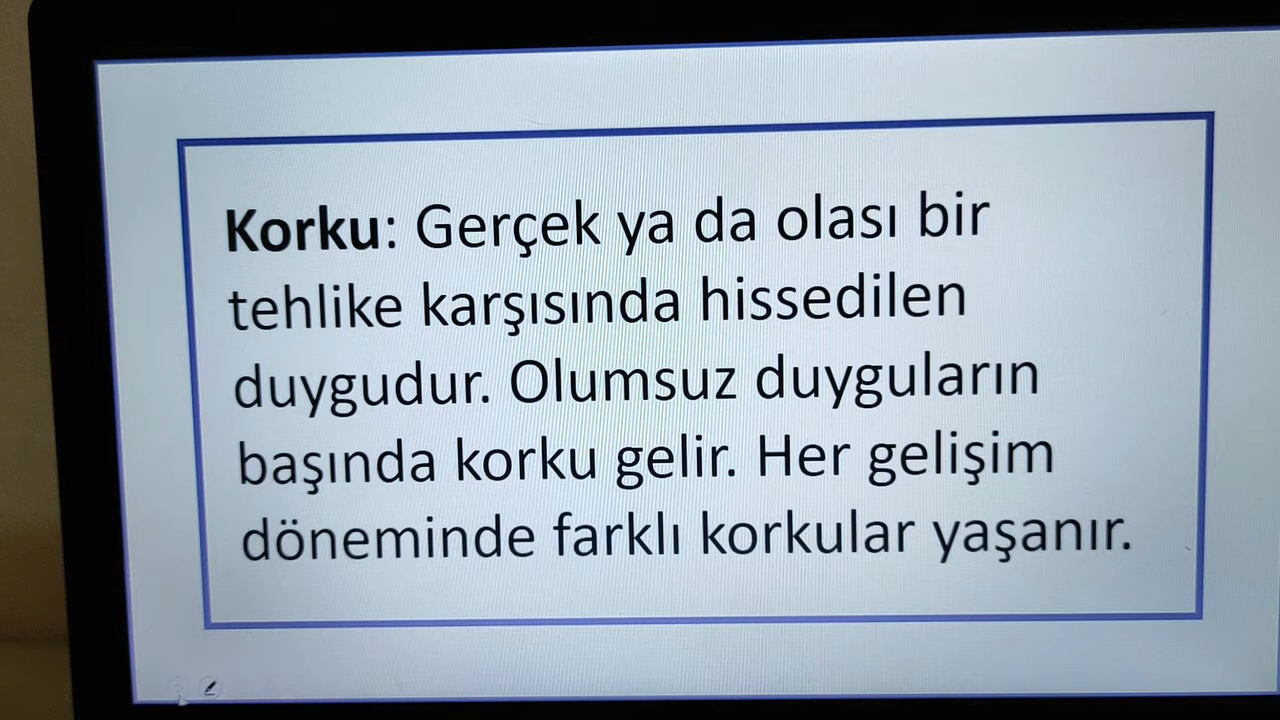 Korku: Gerçek ya da olası bir
tehlike karşısında hissedilen
duygudur. Olumsuz duyguların
başında korku gelir. Her gelişim
döneminde farklı korkular yaşanır.